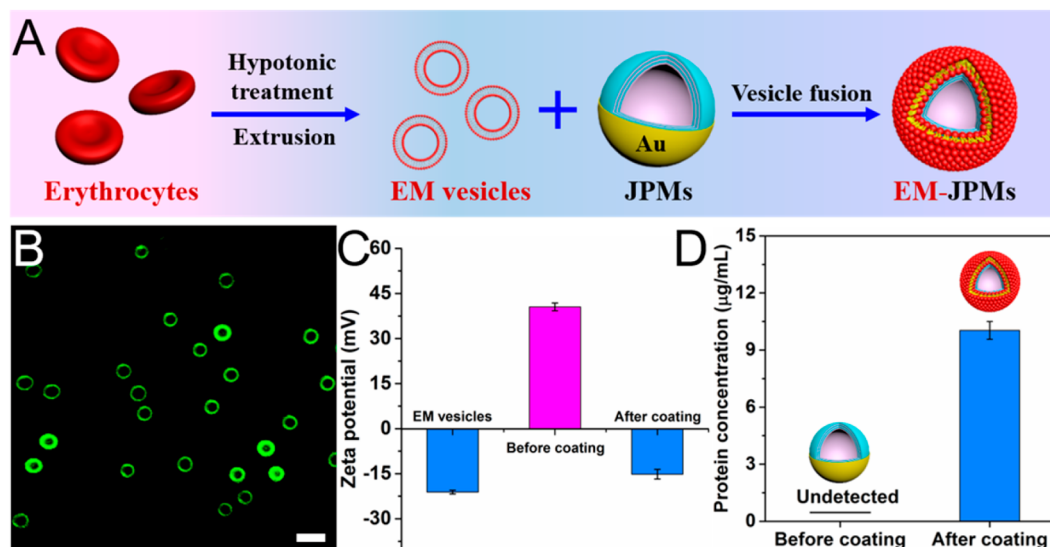 A
Hypotonic
treatment
Extrusion
Vesicle fusion
Au
Erythrocytes
EM vesicles
JPMs
EM-JPMs
B
C
Zeta potential (mV)
60
45
30
15
0
-15
-30
EM vesicles
Before coating
After coating
D
Protein concentration (µg/mL)
15
12
9
6
3
0
Undetected
Before coating
After coating